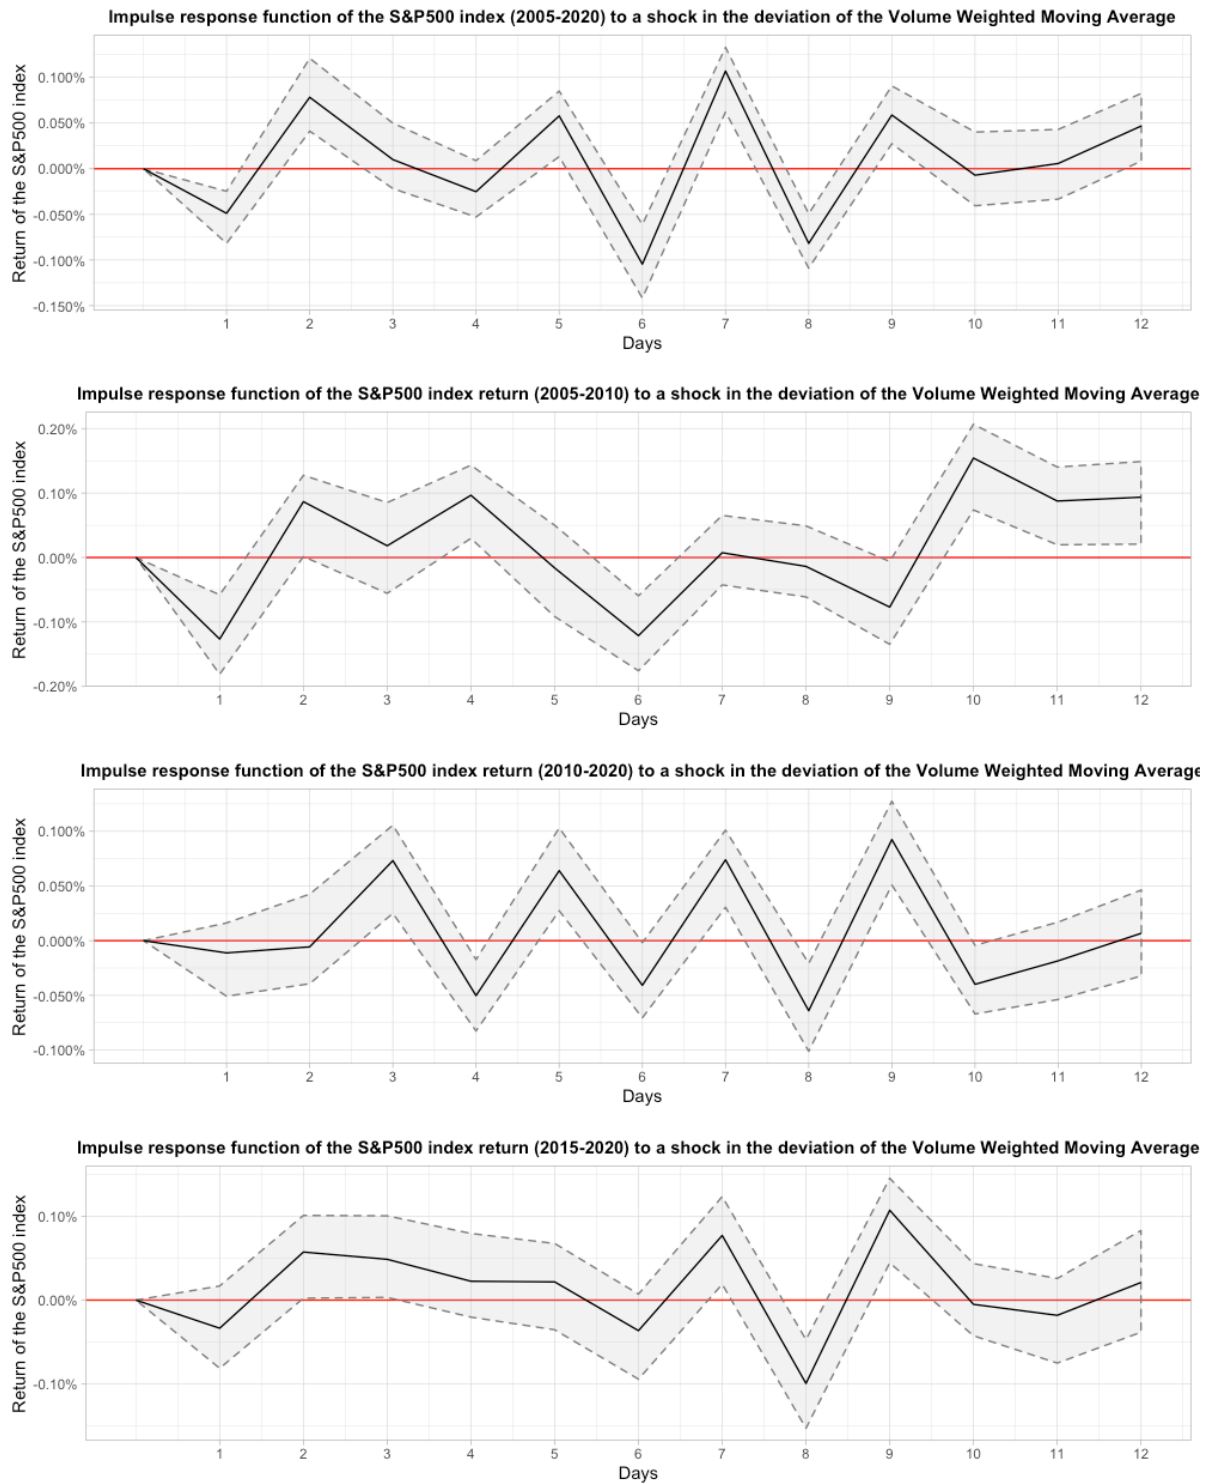 Impulse response function of the S&P500 index (2005-2020) to a shock in the deviation of the Volume Weighted Moving Average
Return of the S&P500 index
0.100%
0.050%
0.000%
-0.050%
-0.100%
-0.150%
1 2 3 4 5 6 7 8 9 10 11 12
Days
Impulse response function of the S&P500 index return (2005-2010) to a shock in the deviation of the Volume Weighted Moving Average
Return of the S&P500 index
0.20%
0.10%
0.00%
-0.10%
-0.20%
1 2 3 4 5 6 7 8 9 10 11 12
Days
Impulse response function of the S&P500 index return (2010-2020) to a shock in the deviation of the Volume Weighted Moving Average
Return of the S&P500 index
0.100%
0.050%
0.000%
-0.050%
-0.100%
1 2 3 4 5 6 7 8 9 10 11 12
Days
Impulse response function of the S&P500 index return (2015-2020) to a shock in the deviation of the Volume Weighted Moving Average
Return of the S&P500 index
0.10%
0.00%
-0.10%
1 2 3 4 5 6 7 8 9 10 11 12
Days